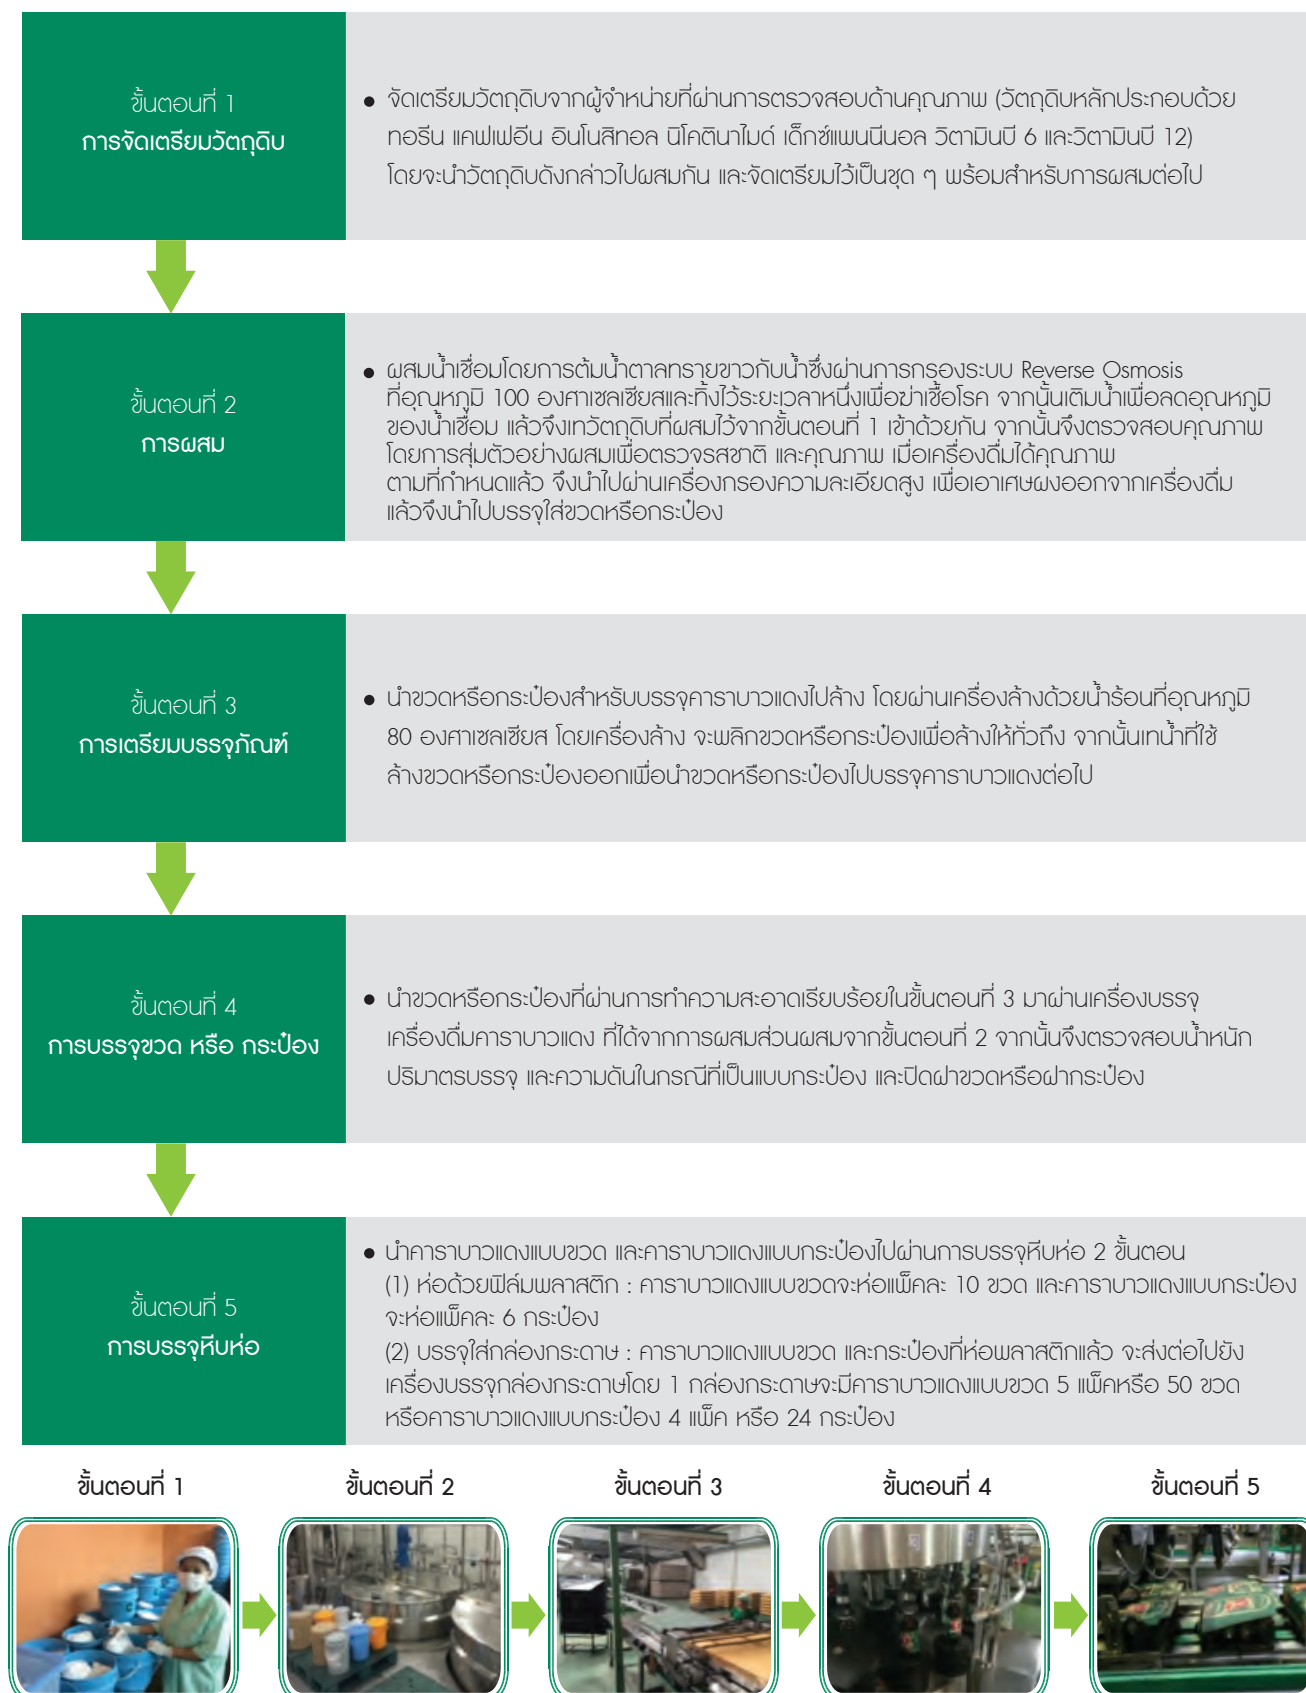 ขั้นตอนที่ 1
การจัดเตรียมวัตถุดิบ
● จัดเตรียมวัตถุดิบจากผู้จำหน่ายที่ผ่านการตรวจสอบด้านคุณภาพ (วัตถุดิบหลักประกอบด้วย
ทอรีน แคฟเฟอีน อินโนสิทอล นิโคตินาไมด์ เด็กซ์แพนนีนอล วิตามินบี 6 และวิตามินบี 12)
โดยจะนำวัตถุดิบดังกล่าวไปผสมกัน และจัดเตรียมไว้เป็นชุด ๆ พร้อมสำหรับการผสมต่อไป
ขั้นตอนที่ 2
การผสม
● ผสมน้ำเชื่อมโดยการต้มน้ำตาลทรายขาวกับน้ำซึ่งผ่านการกรองระบบ Reverse Osmosis
ที่อุณหภูมิ 100 องศาเซลเซียสและทิ้งไว้ระยะเวลาหนึ่งเพื่อฆ่าเชื้อโรค จากนั้นเติมน้ำเพื่อลดอุณหภูมิ
ของน้ำเชื่อม แล้วจึงเทวัตถุดิบที่ผสมไว้จากขั้นตอนที่ 1 เข้าด้วยกัน จากนั้นจึงตรวจสอบคุณภาพ
โดยการสุ่มตัวอย่างผสมเพื่อตรวจรสชาติ และคุณภาพ เมื่อเครื่องดื่มได้คุณภาพ
ตามที่กำหนดแล้ว จึงนำไปผ่านเครื่องกรองความละเอียดสูง เพื่อเอาเศษผงออกจากเครื่องดื่ม
แล้วจึงนำไปบรรจุใส่ขวดหรือกระป๋อง
ขั้นตอนที่ 3
การเตรียมบรรจุภัณฑ์
● นำขวดหรือกระป๋องสำหรับบรรจุคาราบาวแดงไปล้าง โดยผ่านเครื่องล้างด้วยน้ำร้อนที่อุณหภูมิ
80 องศาเซลเซียส โดยเครื่องล้าง จะพลิกขวดหรือกระป๋องเพื่อล้างให้ทั่วถึง จากนั้นเทน้ำที่ใช้
ล้างขวดหรือกระป๋องออกเพื่อนำขวดหรือกระป๋องไปบรรจุคาราบาวแดงต่อไป
ขั้นตอนที่ 4
การบรรจุขวด หรือ กระป๋อง
● นำขวดหรือกระป๋องที่ผ่านการทำความสะอาดเรียบร้อยในขั้นตอนที่ 3 มาผ่านเครื่องบรรจุ
เครื่องดื่มคาราบาวแดง ที่ได้จากการผสมส่วนผสมจากขั้นตอนที่ 2 จากนั้นจึงตรวจสอบน้ำหนัก
ปริมาตรบรรจุ และความดันในกรณีที่เป็นแบบกระป๋อง และปิดฝาขวดหรือฝากระป๋อง
ขั้นตอนที่ 5
การบรรจุหีบห่อ
● นำคาราบาวแดงแบบขวด และคาราบาวแดงแบบกระป๋องไปผ่านการบรรจุหีบห่อ 2 ขั้นตอน
(1) ห่อด้วยฟิล์มพลาสติก : คาราบาวแดงแบบขวดจะห่อแพ็คละ 10 ขวด และคาราบาวแดงแบบกระป๋อง
จะห่อแพ็คละ 6 กระป๋อง
(2) บรรจุใส่กล่องกระดาษ : คาราบาวแดงแบบขวด และกระป๋องที่ห่อพลาสติกแล้ว จะส่งต่อไปยัง
เครื่องบรรจุกล่องกระดาษโดย 1 กล่องกระดาษจะมีคาราบาวแดงแบบขวด 5 แพ็คหรือ 50 ขวด
หรือคาราบาวแดงแบบกระป๋อง 4 แพ็ค หรือ 24 กระป๋อง
ขั้นตอนที่ 1
ขั้นตอนที่ 2
ขั้นตอนที่ 3
ขั้นตอนที่ 4
ขั้นตอนที่ 5